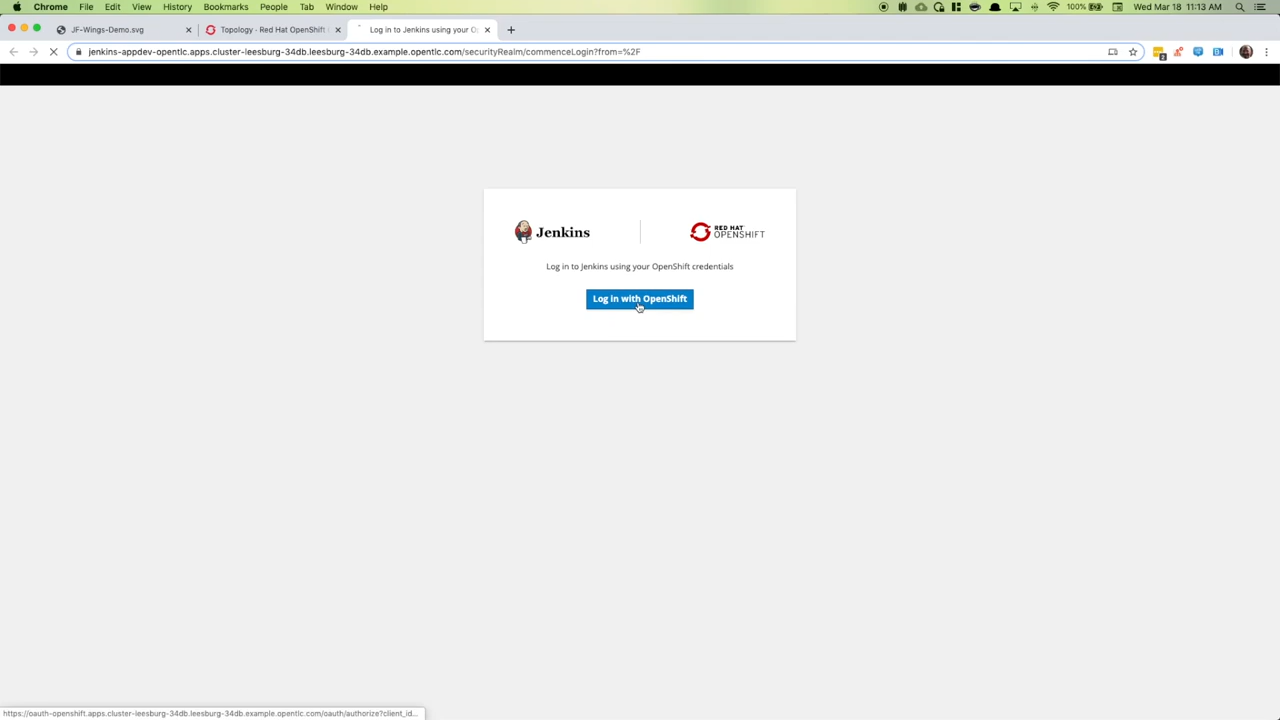 Chrome File Edit View History Bookmarks People Tab Window Help 100% Wed Mar 18 11:13 AM
JF-Wings-Demo.svg Topology · Red Hat OpenShift Log in to Jenkins using your O
jenkins-appdev-opentlc.apps.cluster-leesburg-34db.leesburg-34db.example.opentlc.com/securityRealm/commenceLogin?from=%2F
Jenkins
RED HAT
OPENSHIFT
Log in to Jenkins using your OpenShift credentials
Log in with OpenShift
https://oauth-openshift.apps.cluster-leesburg-34db.leesburg-34db.example.opentlc.com/oauth/authorize?client_id...